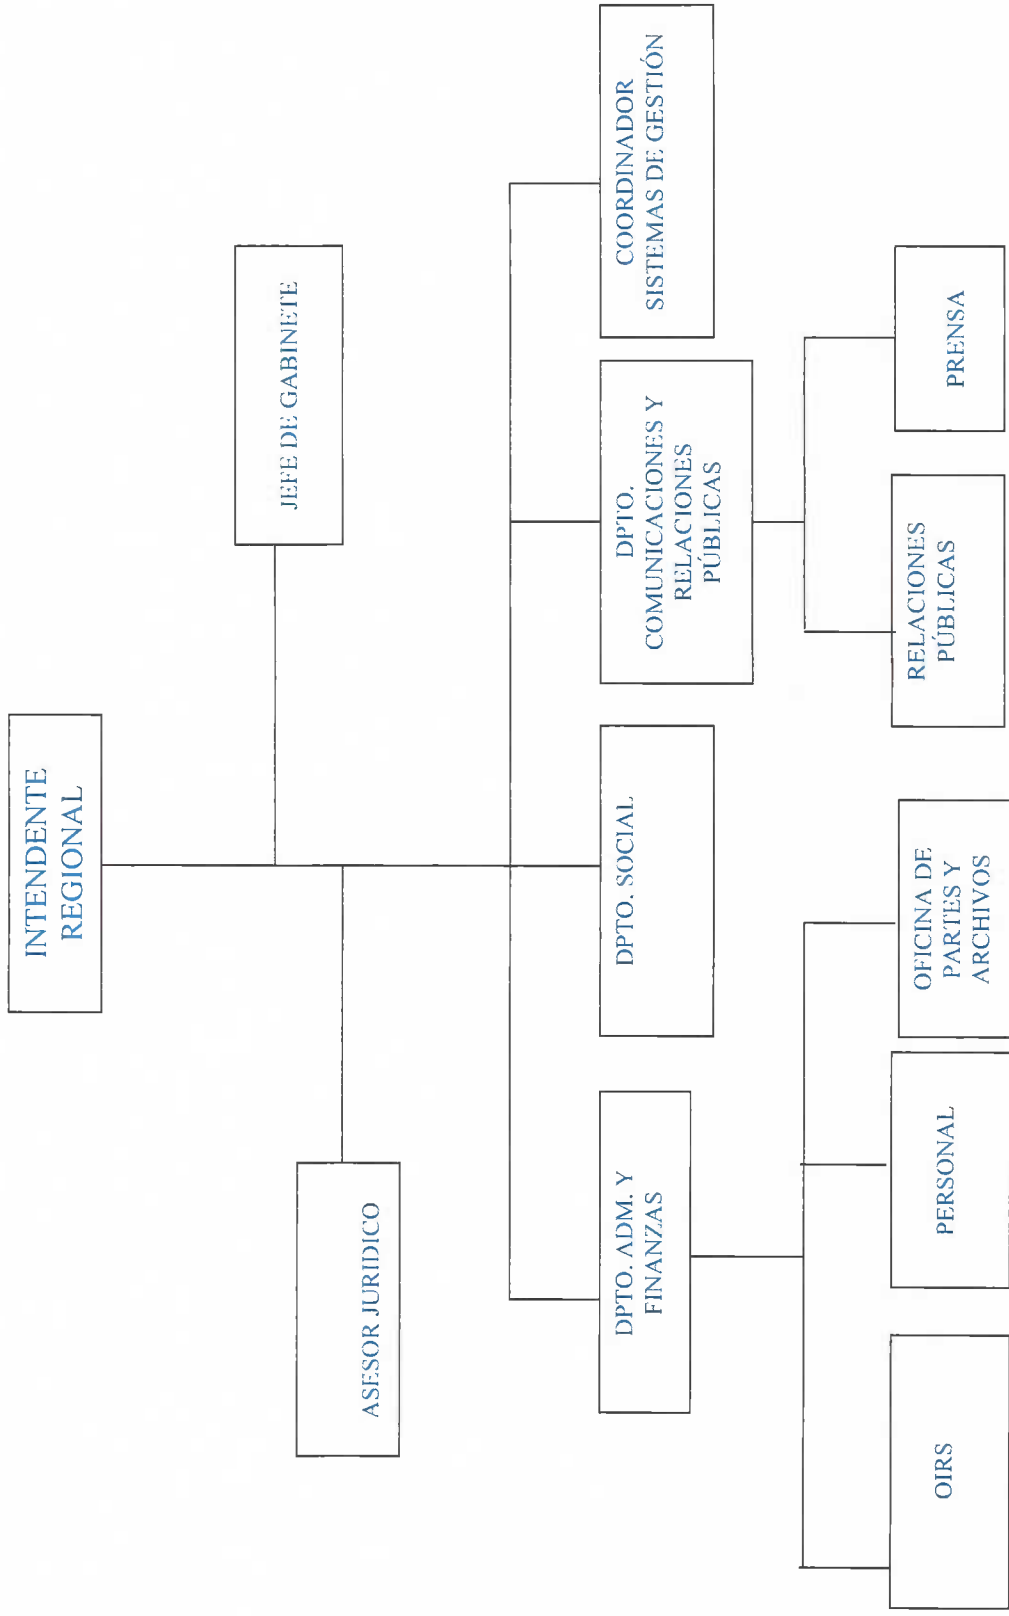 INTENDENTE
REGIONAL
JEFE DE GABINETE
ASESOR JURIDICO
DPTO. ADM. Y
FINANZAS
DPTO. SOCIAL
DPTO.
COMUNICACIONES Y
RELACIONES
PÚBLICAS
COORDINADOR
SISTEMAS DE GESTIÓN
OIRS
PERSONAL
OFICINA DE
PARTES Y
ARCHIVOS
RELACIONES
PÚBLICAS
PRENSA